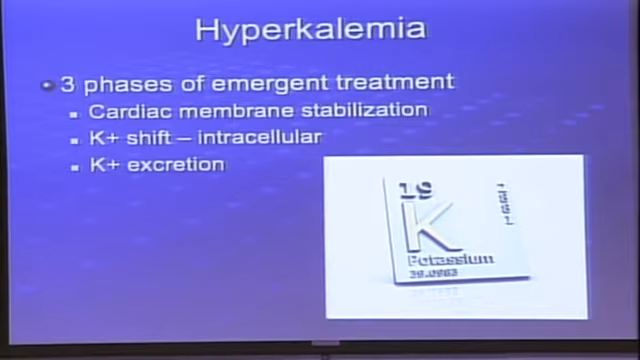 Hyperkalemia
3 phases of emergent treatment
Cardiac membrane stabilization
K+ shift – intracellular
K+ excretion
19
K
Potassium
39.0983